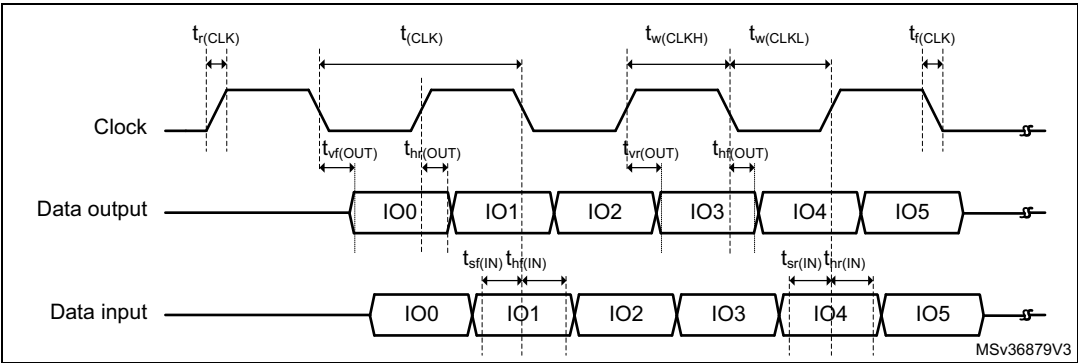 tr(CLK) t(CLK) tw(CLKH) tw(CLKL) tf(CLK)
Clock
tvf(OUT) thr(OUT) tvr(OUT) thf(OUT)
Data output IO0 IO1 IO2 IO3 IO4 IO5
tsf(IN) thf(IN) tsr(IN) thr(IN)
Data input IO0 IO1 IO2 IO3 IO4 IO5
MSv36879V3